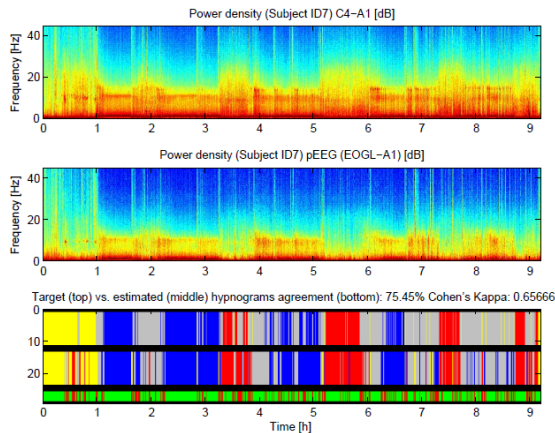 Power density (Subject ID7) C4-A1 [dB]
Frequency [Hz]
40
20
0
0 1 2 3 4 5 6 7 8 9
Power density (Subject ID7) pEEG (EOGL-A1) [dB]
Frequency [Hz]
40
20
0
0 1 2 3 4 5 6 7 8 9
Target (top) vs. estimated (middle) hypnograms agreement (bottom): 75.45% Cohen's Kappa: 0.65666
0
10
20
0 1 2 3 4 5 6 7 8 9
Time [h]